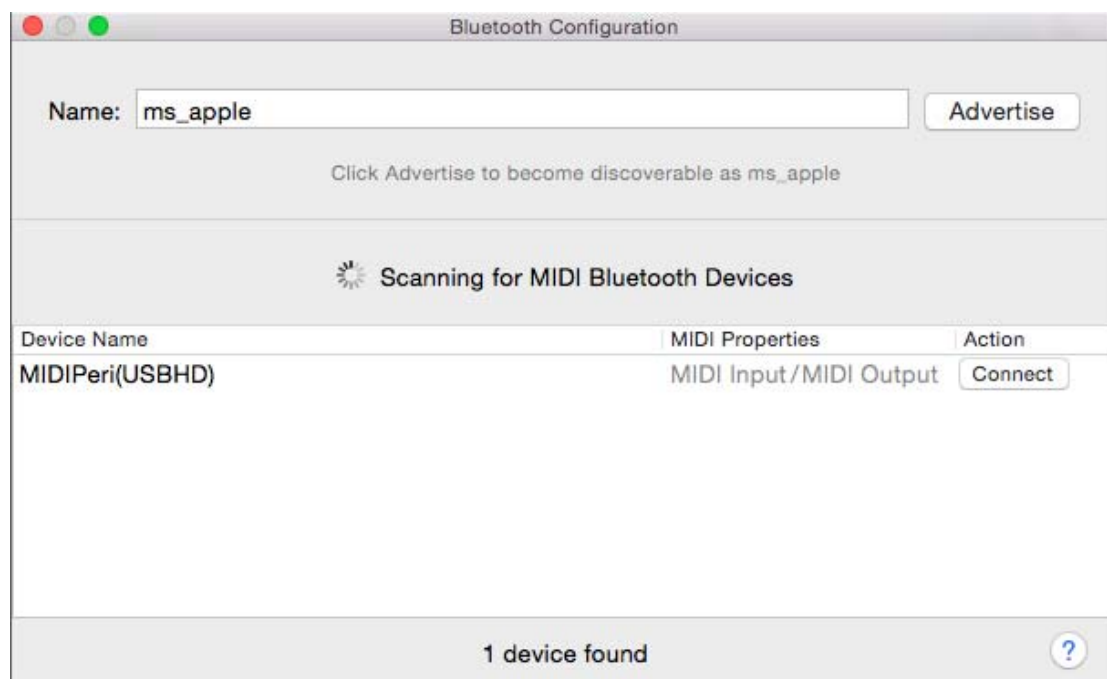 Bluetooth Configuration
Name: ms_apple Advertise
Click Advertise to become discoverable as ms_apple
Scanning for MIDI Bluetooth Devices
Device Name MIDI Properties Action
MIDIPeri(USBHD) MIDI Input/MIDI Output Connect
1 device found ?